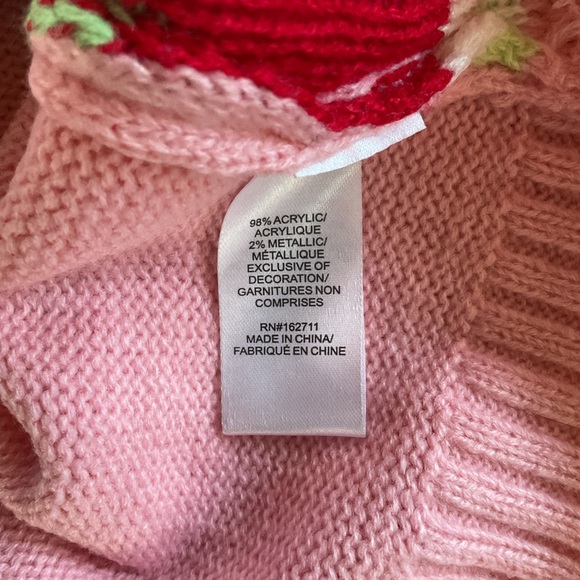 98% ACRYLIC/
ACRYLIQUE
2% METALLIC/
MÉTALLIQUE
EXCLUSIVE OF
DECORATION/
GARNITURES NON
COMPRISES
RN#162711
MADE IN CHINA/
FABRIQUÉ EN CHINE